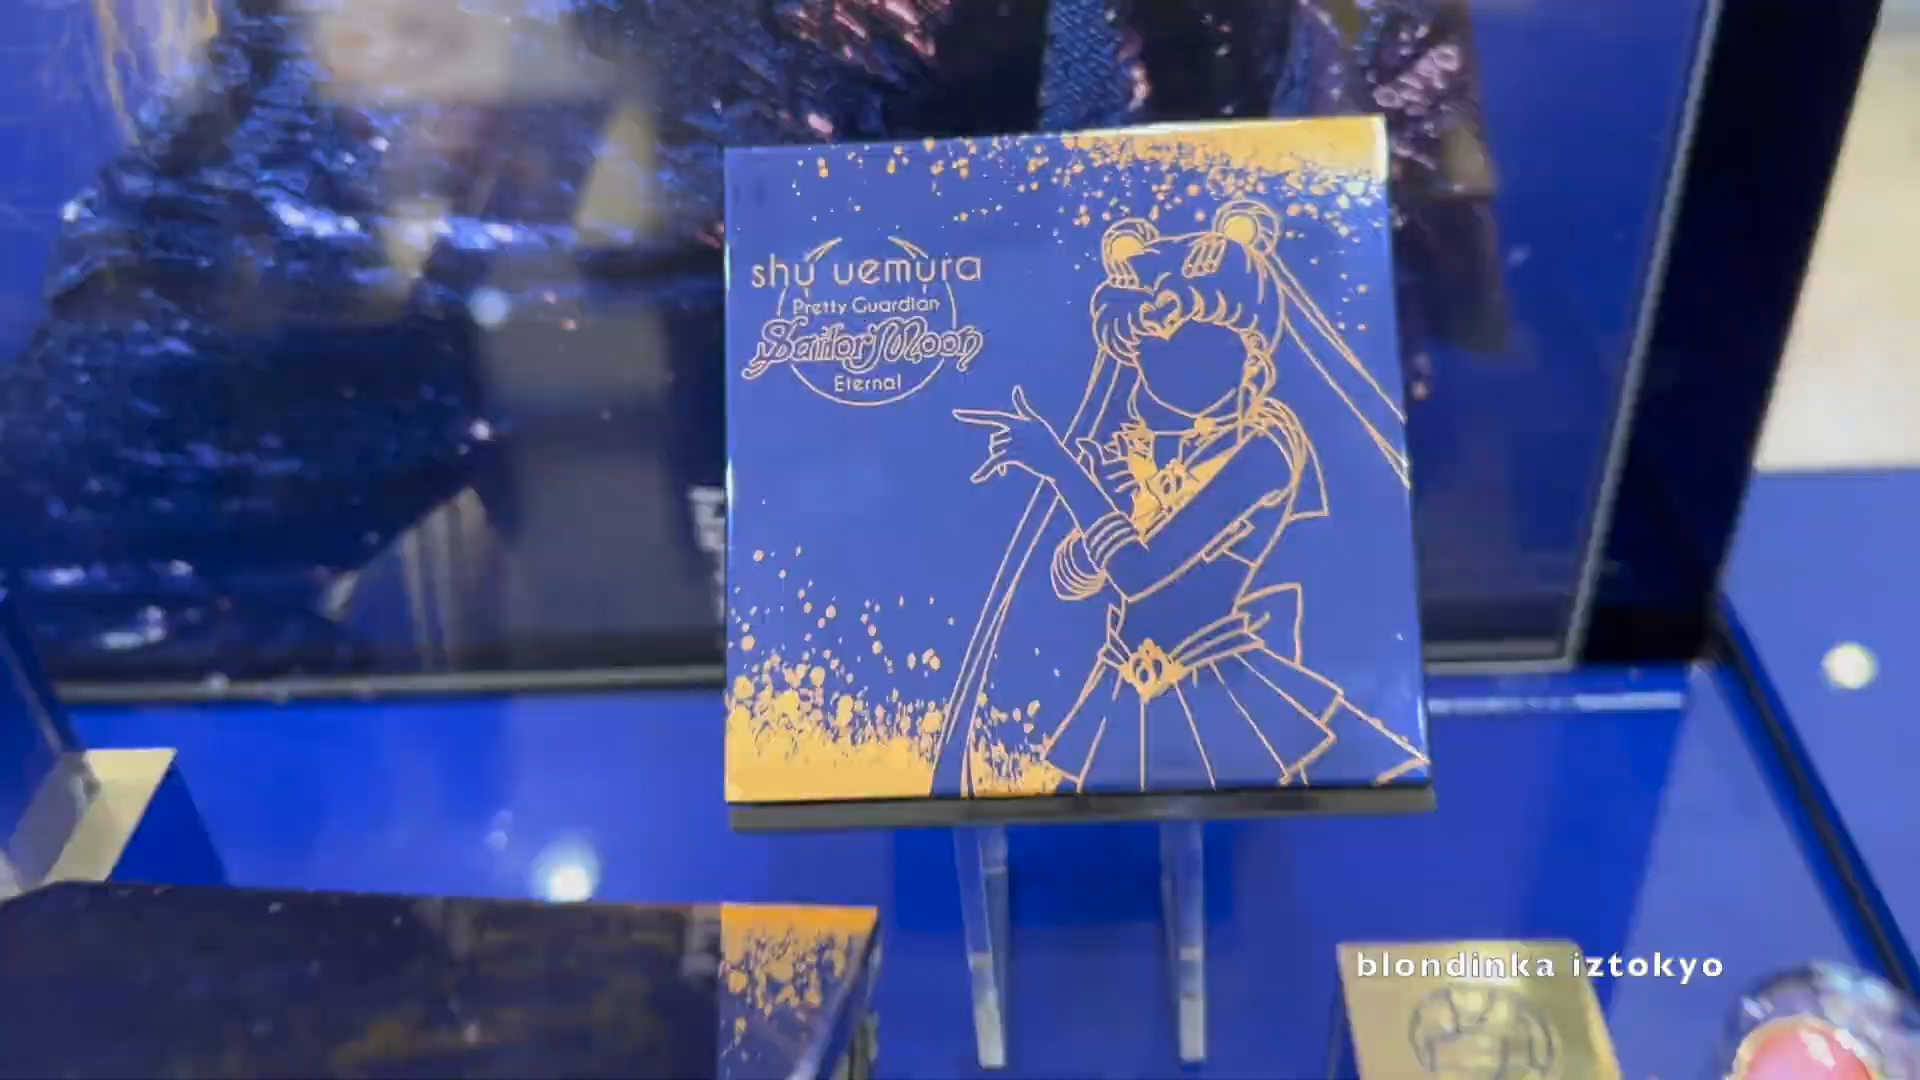 shu uemura
Pretty Guardian
Sailor Moon
Eternal
blondinka iztokyo